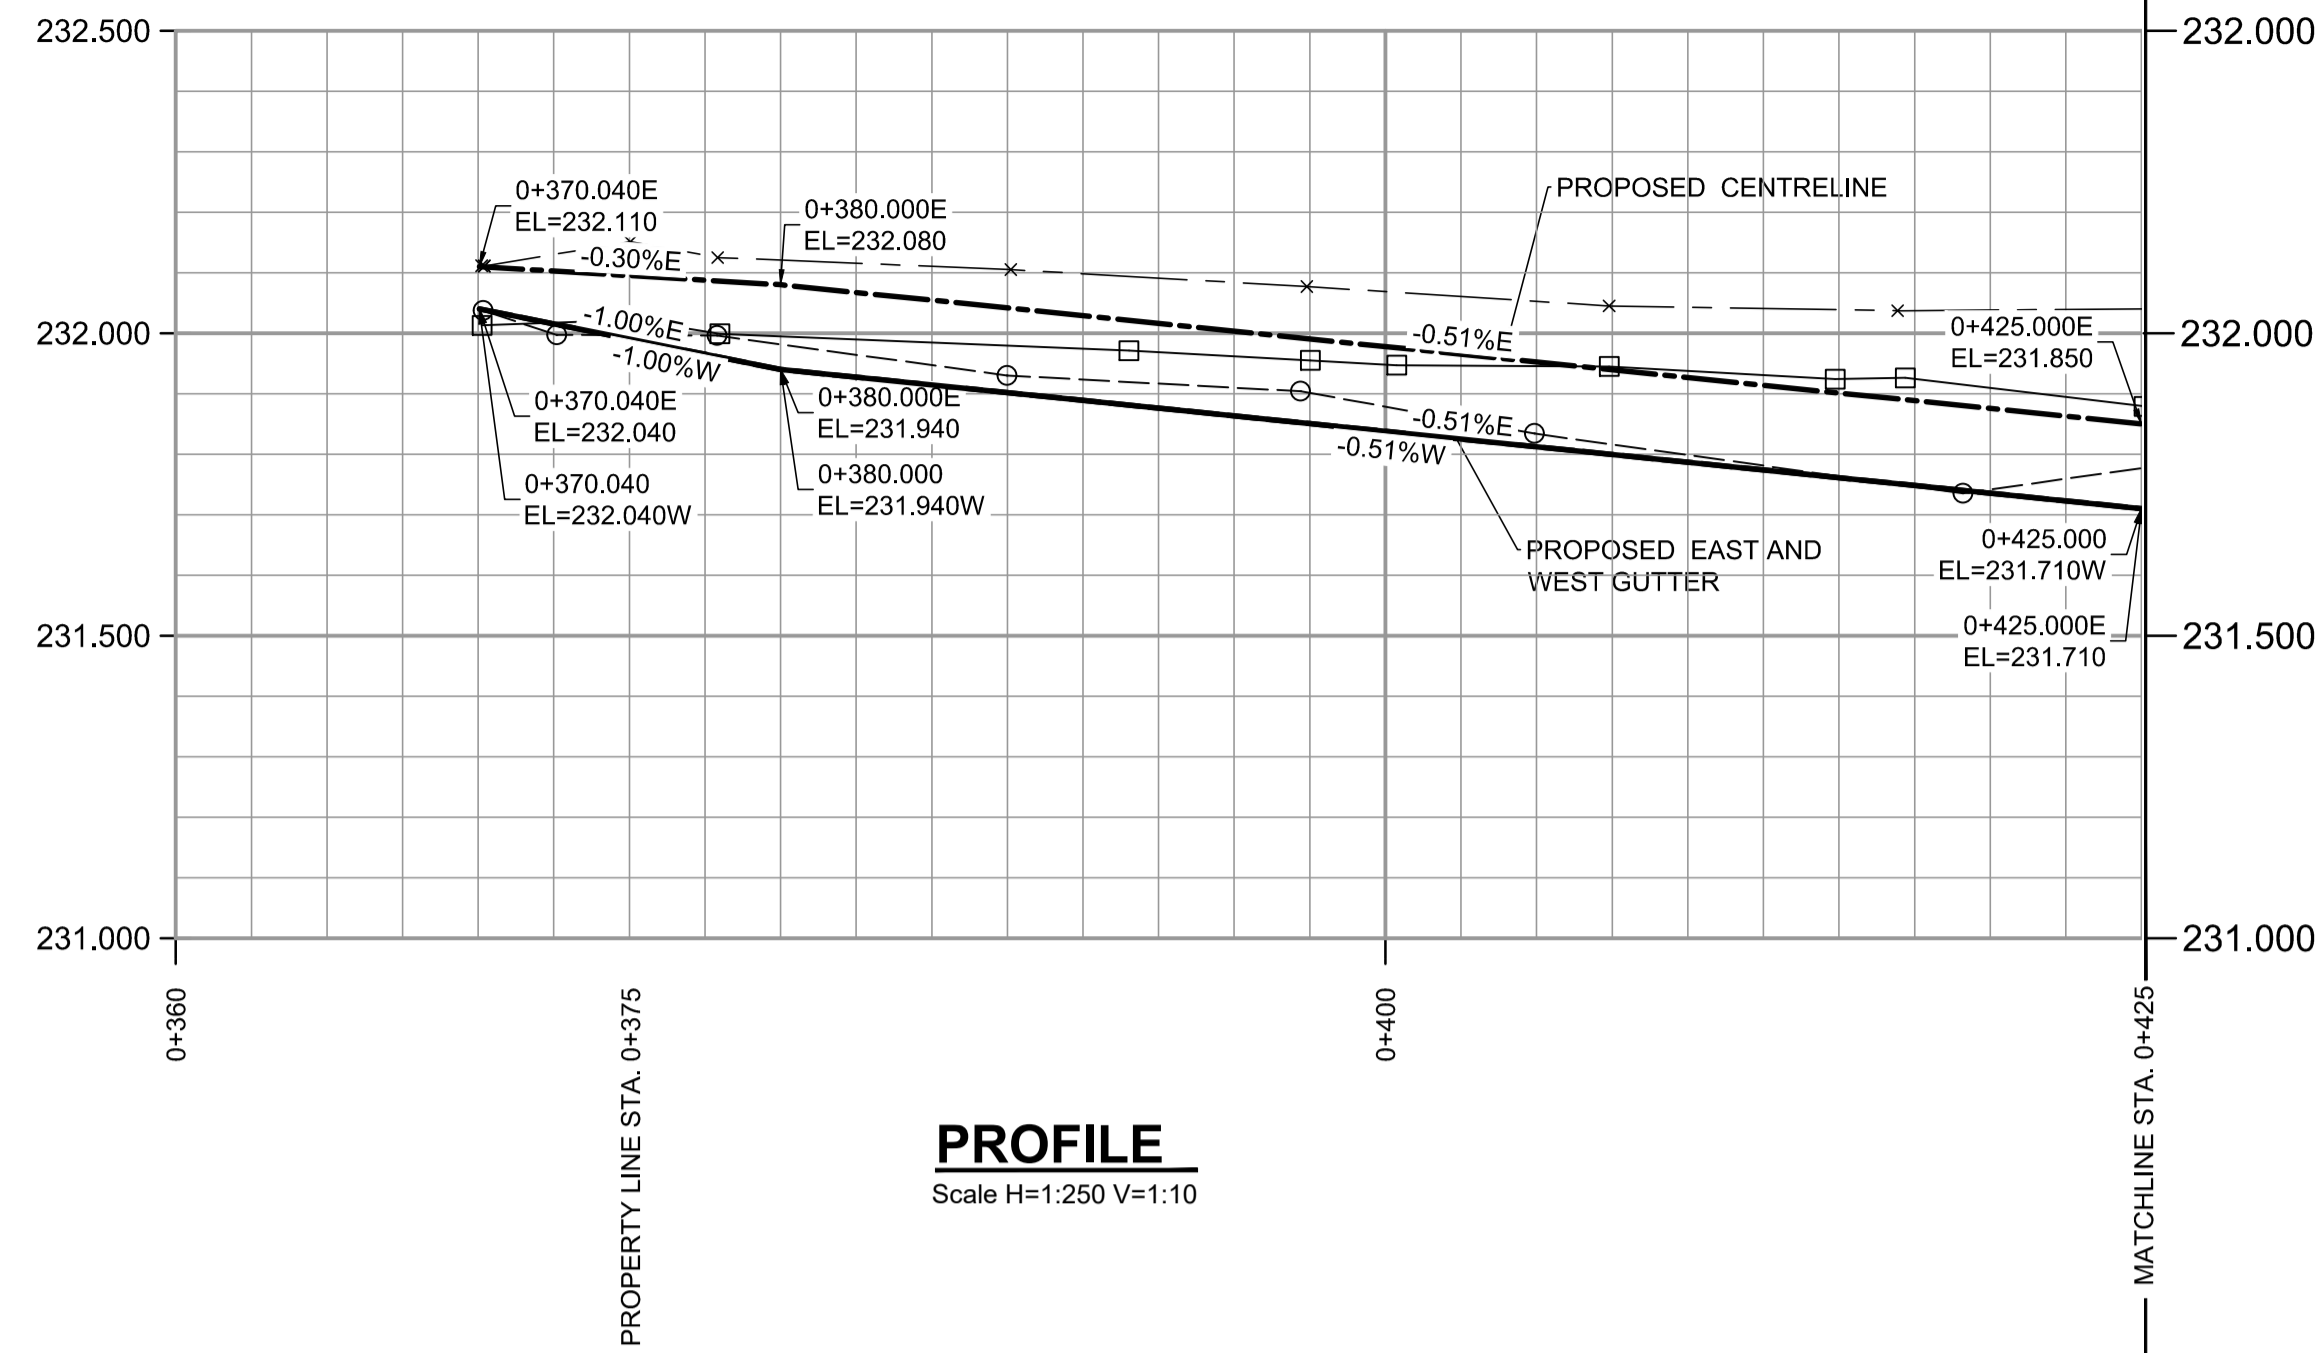 232.500
232.000
232.000
232.000
231.500
231.500
231.000
231.000
0+370.040E
EL=232.110
-0.30%E
0+380.000E
EL=232.080
PROPOSED CENTRELINE
-1.00%E
-1.00%W
-0.51%E
0+425.000E
EL=231.850
0+370.040E
EL=232.040
0+380.000E
EL=231.940
-0.51%E
-0.51%W
0+370.040
EL=232.040W
0+380.000
EL=231.940W
PROPOSED EAST AND
WEST GUTTER
0+425.000
EL=231.710W
0+425.000E
EL=231.710
0+360
PROPERTY LINE STA. 0+375
0+400
MATCHLINE STA. 0+425
PROFILE
Scale H=1:250 V=1:10